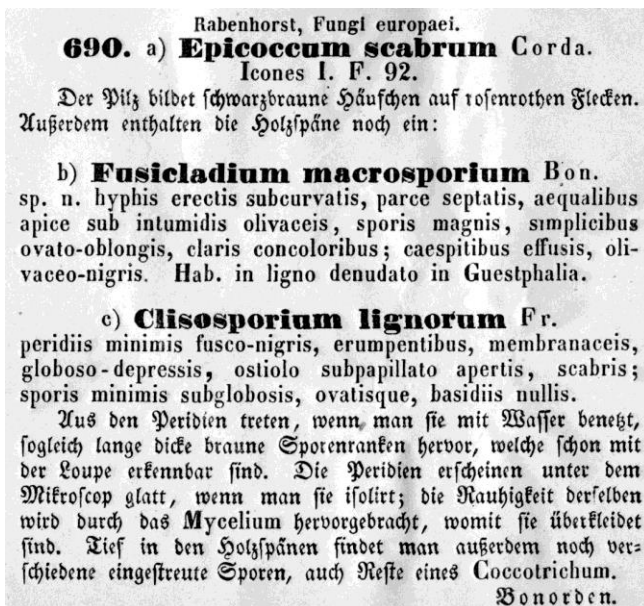 Rabenhorst, Fungi europaei.
690. a) Epicoccum scabrum Corda.
Icones I. F. 92.
Der Pilz bildet schwarzbraune Häufchen auf rosenrothen Flecken.
Außerdem enthalten die Holzspäne noch ein:
b) Fusicladium macrosporium Bon.
sp. n. hyphis erectis subcurvatis, parce septatis, aequalibus
apice sub intumidis olivaceis, sporis magnis, simplicibus
ovato-oblongis, claris concoloribus; caespitibus effusis, oli-
vaceo-nigris. Hab. in ligno denudato in Guestphalia.
c) Clisosporium lignorum Fr.
peridiis minimis fusco-nigris, erumpentibus, membranaceis,
globoso-depressis, ostiolo subpapillato apertis, scabris;
sporis minimis subglobosis, ovatisque, basidiis nullis.
Aus den Peridien treten, wenn man sie mit Wasser benetzt,
sogleich lange dicke braune Sporenranken hervor, welche schon mit
der Loupe erkennbar sind. Die Peridien erscheinen unter dem
Mikroscop glatt, wenn man sie isolirt; die Rauhigkeit derselben
wird durch das Mycelium hervorgebracht, womit sie überkleidet
sind. Tief in den Holzspänen findet man außerdem noch ver-
schiedene eingestreute Sporen, auch Reste eines Coccotrichum.
Bonorden.